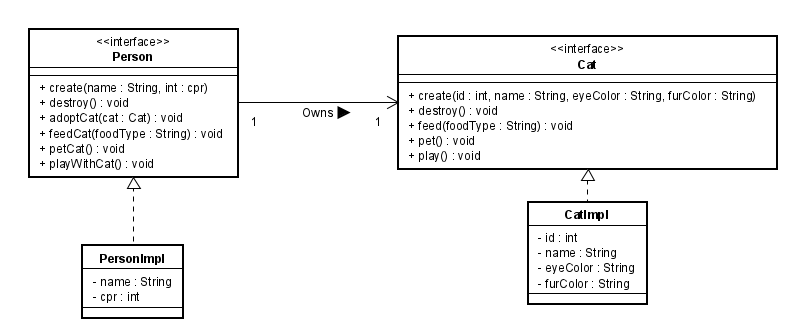 <<interface>>
Person
+ create(name : String, int : cpr)
+ destroy() : void
+ adoptCat(cat : Cat) : void
+ feedCat(foodType : String) : void
+ petCat() : void
+ playWithCat() : void
1
Owns ▶
1
<<interface>>
Cat
+ create(id : int, name : String, eyeColor : String, furColor : String)
+ destroy() : void
+ feed(foodType : String) : void
+ pet() : void
+ play() : void
PersonImpl
- name : String
- cpr : int
CatImpl
- id : int
- name : String
- eyeColor : String
- furColor : String